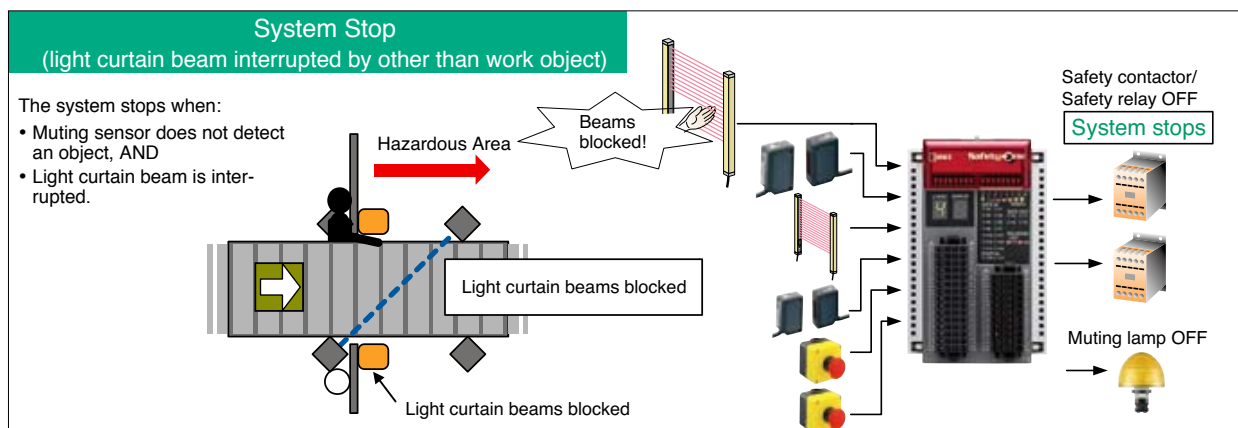 System Stop
(light curtain beam interrupted by other than work object)
The system stops when:
• Muting sensor does not detect
an object, AND
• Light curtain beam is inter-
rupted.
Hazardous Area
Beams
blocked!
Light curtain beams blocked
Light curtain beams blocked
Safety contactor/
Safety relay OFF
System stops
Muting lamp OFF